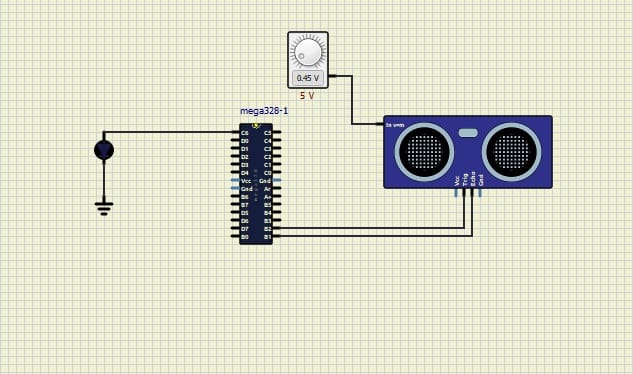 0.45 V
5 V
mega328-1
In v=m
C6 C5
D0 C4
D1 C3
D2 C2
D3 C1
D4 C0
Vcc Gnd
Gnd Ar
B6 A+
B7 B5
D5 B4
D6 B3
D7 B2
B0 B1
Vcc
Trig
Echo
Gnd